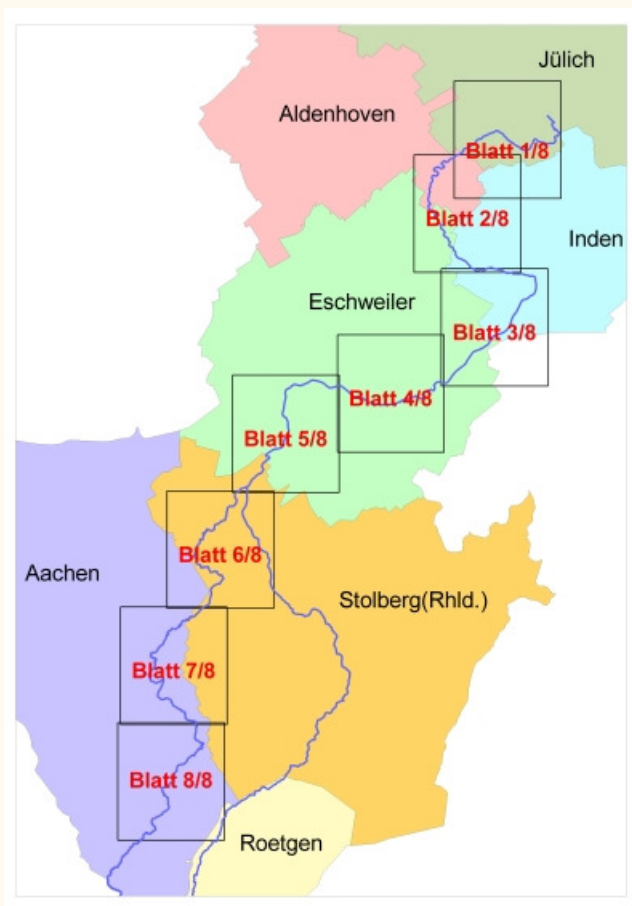 Jülich
Aldenhoven
Blatt 1/8
Blatt 2/8
Inden
Eschweiler
Blatt 3/8
Blatt 4/8
Blatt 5/8
Blatt 6/8
Aachen
Stolberg(Rhld.)
Blatt 7/8
Blatt 8/8
Roetgen